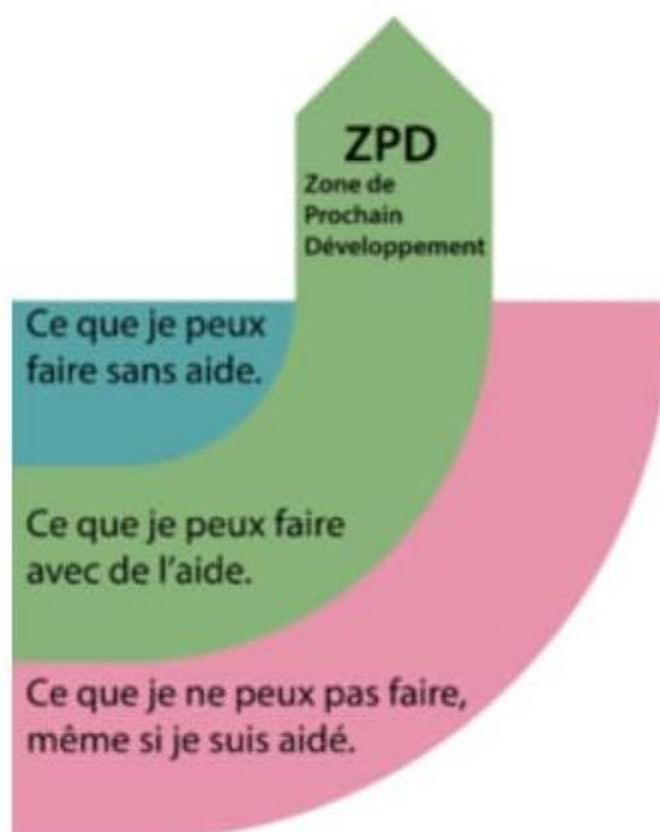 ZPD
Zone de
Prochain
Développement
Ce que je peux
faire sans aide.
Ce que je peux faire
avec de l'aide.
Ce que je ne peux pas faire,
même si je suis aidé.